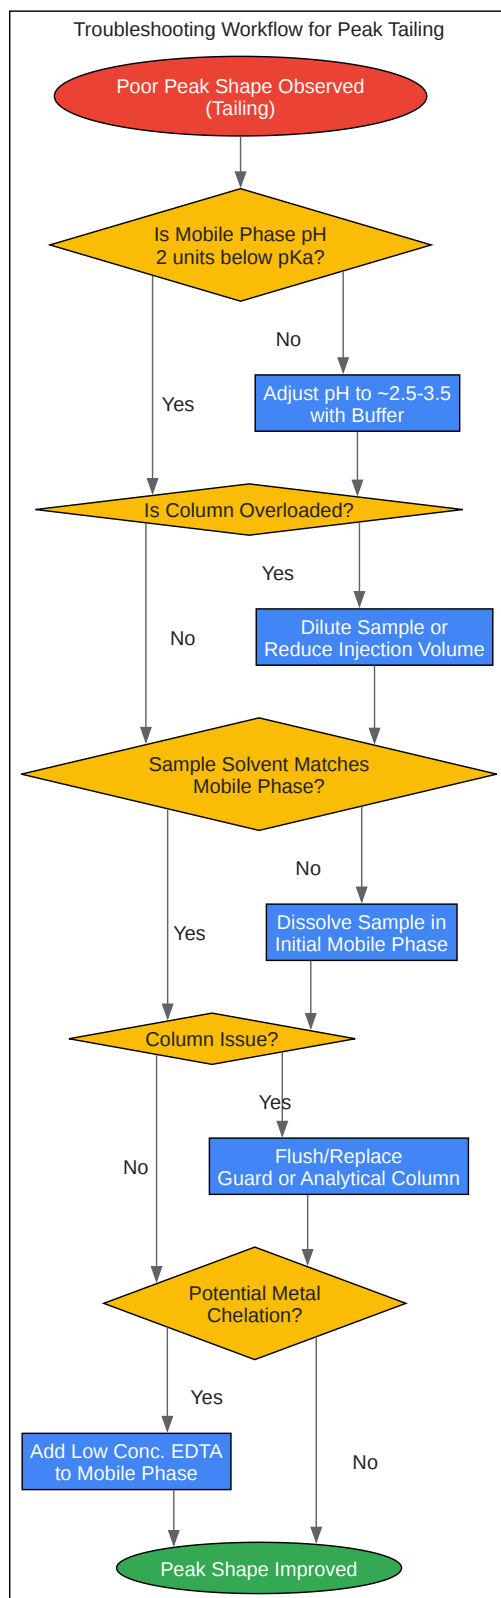 Troubleshooting Workflow for Peak Tailing
Poor Peak Shape Observed
(Tailing)
Is Mobile Phase pH
2 units below pKa?
No
Adjust pH to ~2.5-3.5
with Buffer
Yes
Is Column Overloaded?
Yes
Dilute Sample or
Reduce Injection Volume
No
Sample Solvent Matches
Mobile Phase?
No
Dissolve Sample in
Initial Mobile Phase
Yes
Column Issue?
Yes
Flush/Replace
Guard or Analytical Column
No
Potential Metal
Chelation?
Yes
Add Low Conc. EDTA
to Mobile Phase
No
Peak Shape Improved